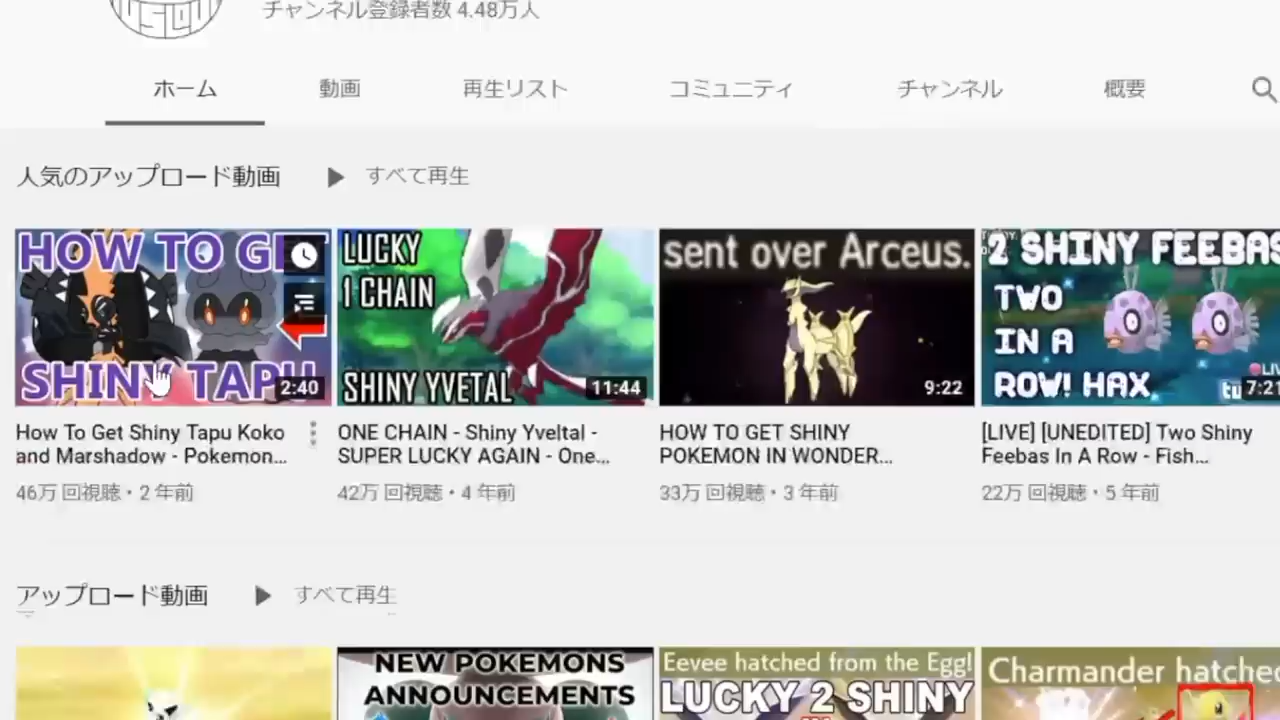 チャンネル登録者数 4.48万人
ホーム 動画 再生リスト コミュニティ チャンネル 概要
人気のアップロード動画 すべて再生
HOW TO GE
SHINY TAPU
2:40
LUCKY
1 CHAIN
SHINY YVETAL
11:44
sent over Arceus.
9:22
2 SHINY FEEBAS
TWO
IN A
ROW! HAX
LIV
7:21
How To Get Shiny Tapu Koko
and Marshadow - Pokemon...
46万 回視聴・2 年前
ONE CHAIN - Shiny Yveltal -
SUPER LUCKY AGAIN - One...
42万 回視聴・4 年前
HOW TO GET SHINY
POKEMON IN WONDER...
33万 回視聴・3 年前
[LIVE] [UNEDITED] Two Shiny
Feebas In A Row - Fish...
22万 回視聴・5 年前
アップロード動画 すべて再生
NEW POKEMONS
ANNOUNCEMENTS
Eevee hatched from the Egg!
LUCKY 2 SHINY
Charmander hatched